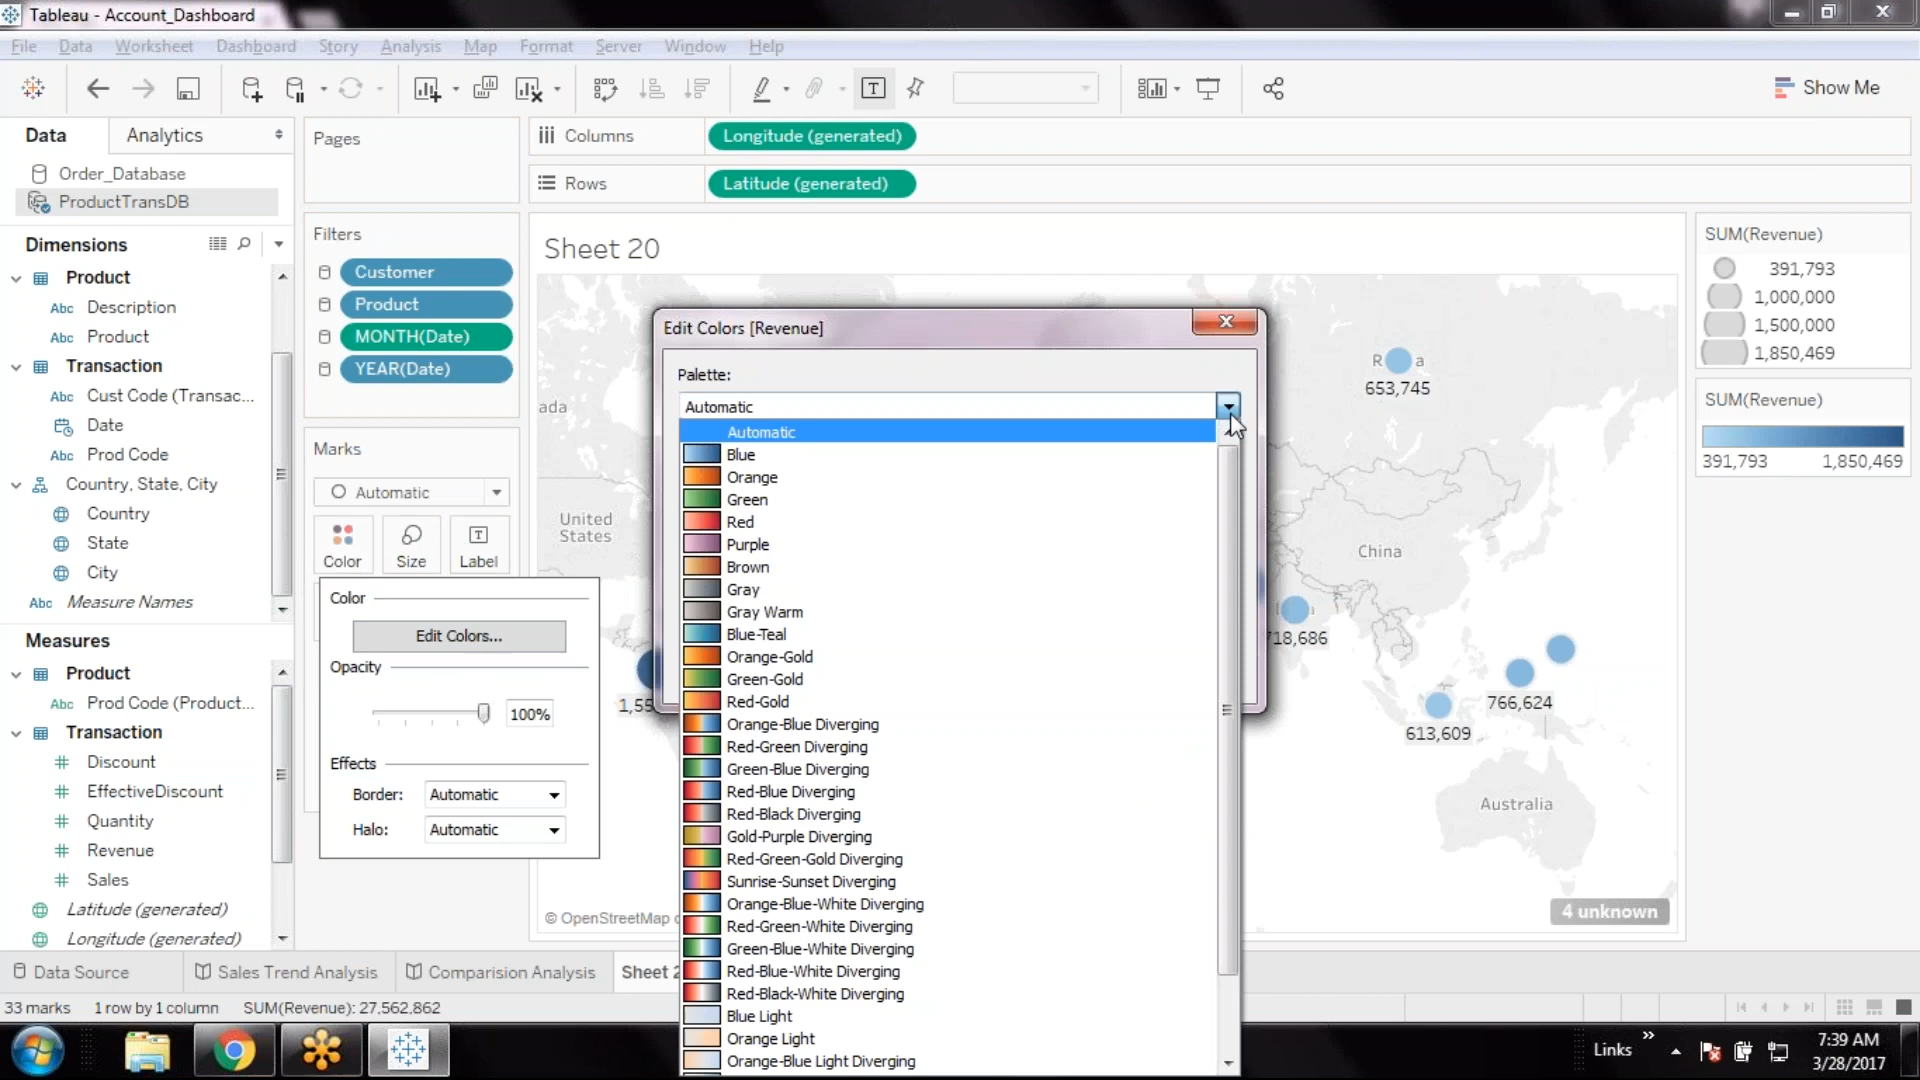 Tableau - Account_Dashboard
File Data Worksheet Dashboard Story Analysis Map Format Server Window Help
Show Me
Data Analytics
Order_Database
ProductTransDB
Dimensions
Product
Abc Description
Abc Product
Transaction
Abc Cust Code (Transac...
Date
Abc Prod Code
Country, State, City
Country
State
City
Abc Measure Names
Measures
Product
Abc Prod Code (Product...
Transaction
Discount
EffectiveDiscount
Quantity
Revenue
Sales
Latitude (generated)
Longitude (generated)
Pages
Filters
Customer
Product
MONTH(Date)
YEAR(Date)
Marks
Automatic
Color Size Label
Color
Edit Colors...
Opacity
100%
Effects
Border: Automatic
Halo: Automatic
Columns Longitude (generated)
Rows Latitude (generated)
Sheet 20
ada
United
States
1,55
© OpenStreetMap
653,745
China
718,686
766,624
613,609
Australia
4 unknown
Edit Colors [Revenue]
Palette:
Automatic
Automatic
Blue
Orange
Green
Red
Purple
Brown
Gray
Gray Warm
Blue-Teal
Orange-Gold
Green-Gold
Red-Gold
Orange-Blue Diverging
Red-Green Diverging
Green-Blue Diverging
Red-Blue Diverging
Red-Black Diverging
Gold-Purple Diverging
Red-Green-Gold Diverging
Sunrise-Sunset Diverging
Orange-Blue-White Diverging
Red-Green-White Diverging
Green-Blue-White Diverging
Red-Blue-White Diverging
Red-Black-White Diverging
Blue Light
Orange Light
Orange-Blue Light Diverging
SUM(Revenue)
391,793
1,000,000
1,500,000
1,850,469
SUM(Revenue)
391,793 1,850,469
Data Source Sales Trend Analysis Comparision Analysis Sheet 2
33 marks 1 row by 1 column SUM(Revenue): 27,562,862
Links
7:39 AM
3/28/2017